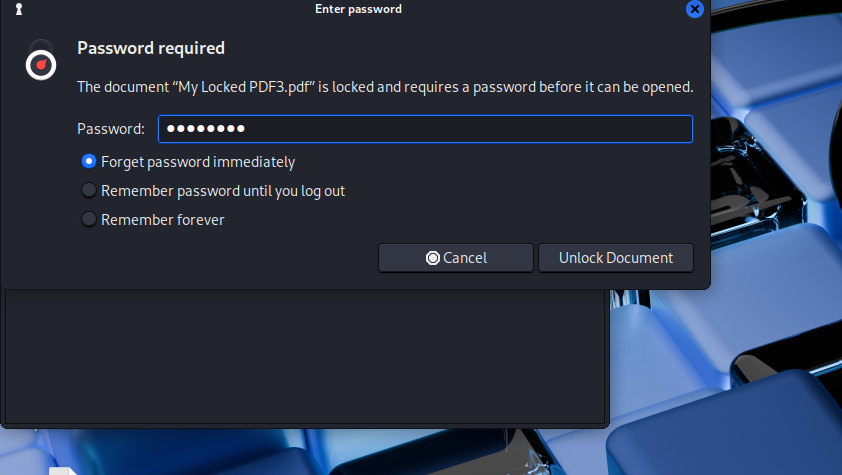 Enter password
Password required
The document “My Locked PDF3.pdf” is locked and requires a password before it can be opened.
Password: ●●●●●●●●
Forget password immediately
Remember password until you log out
Remember forever
Cancel
Unlock Document